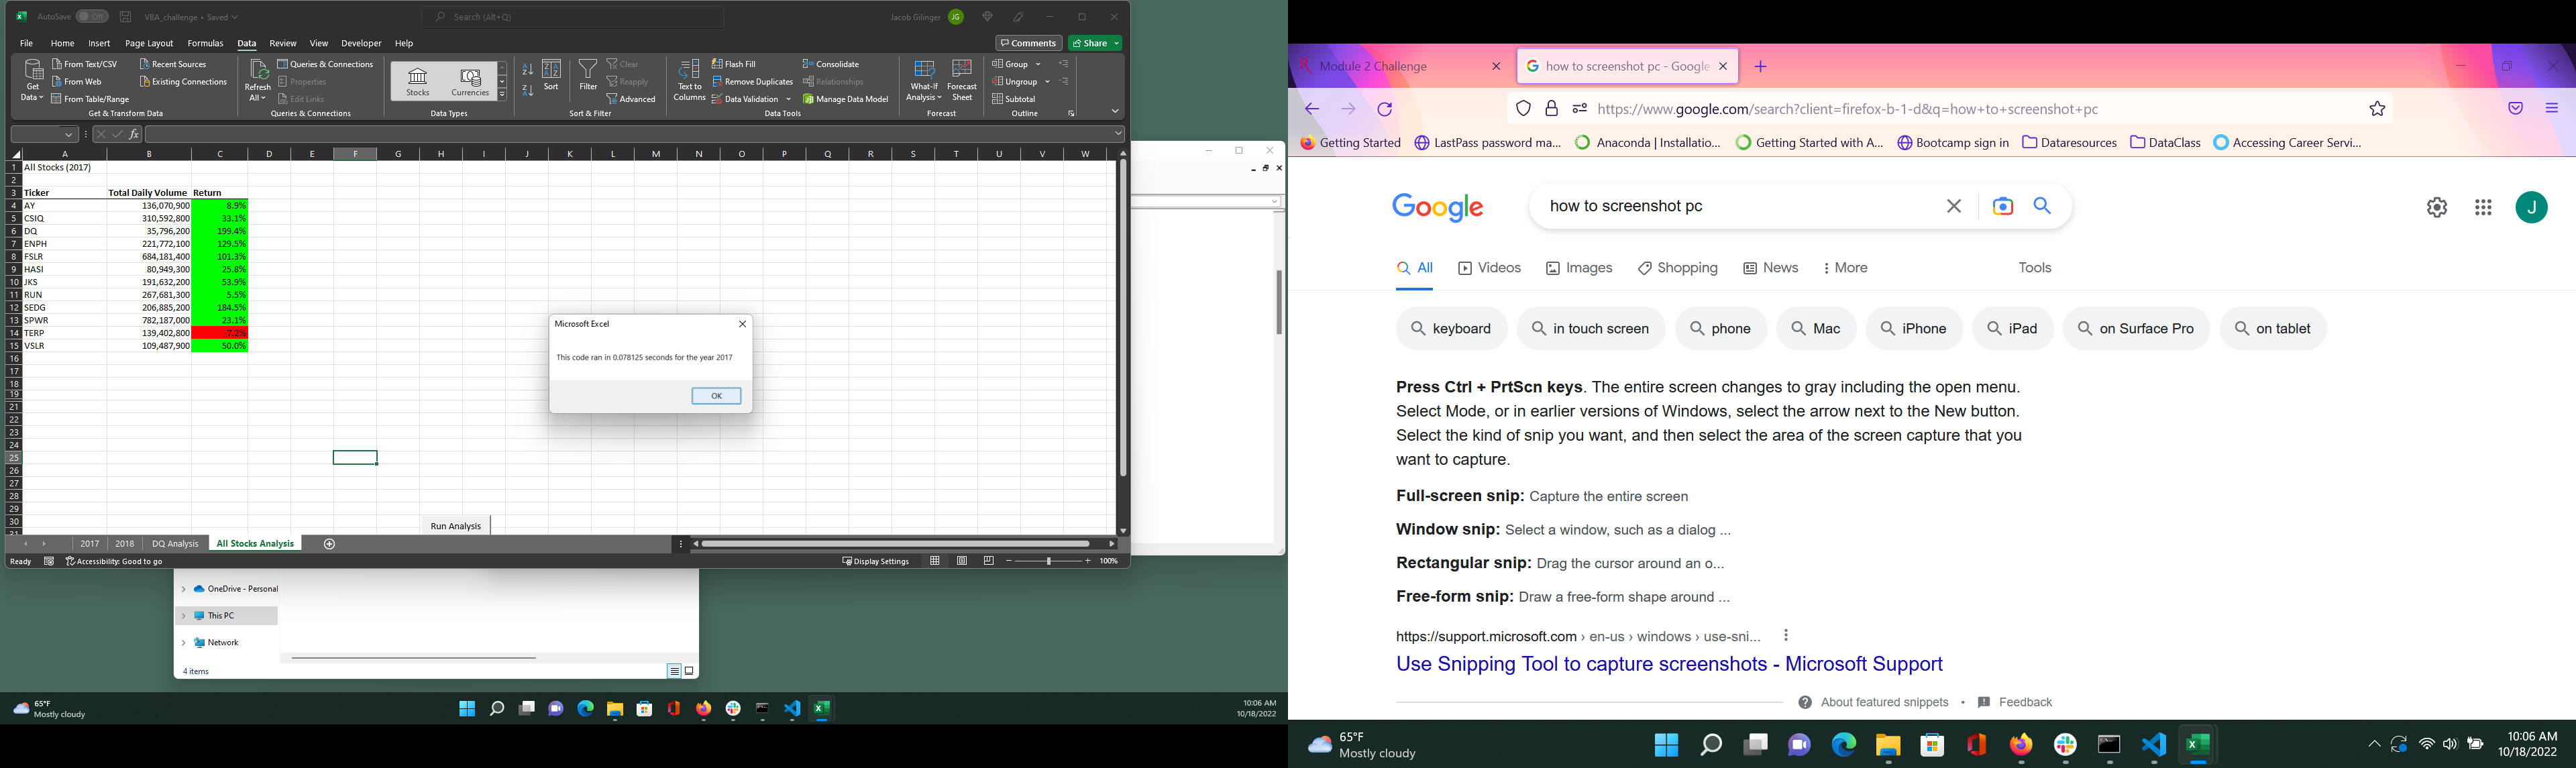 AutoSave Off VBA_challenge • Saved Search (Alt+Q) Jacob Gilinger JG
File Home Insert Page Layout Formulas Data Review View Developer Help Comments Share
Get Data From Text/CSV Recent Sources Refresh All Queries & Connections Stocks Currencies Sort Filter Clear Text to Columns Flash Fill Consolidate What-If Analysis Forecast Sheet Group
From Web Existing Connections Properties Reapply Remove Duplicates Relationships Ungroup
From Table/Range Edit Links Advanced Data Validation Manage Data Model Subtotal
Get & Transform Data Queries & Connections Data Types Sort & Filter Data Tools Forecast Outline
fx
A B C D E F G H I J K L M N O P Q R S T U V W
1 All Stocks (2017)
2
3 Ticker Total Daily Volume Return
4 AY 136,070,900 8.9%
5 CSIQ 310,592,800 33.1%
6 DQ 35,796,200 199.4%
7 ENPH 221,772,100 129.5%
8 FSLR 684,181,400 101.3%
9 HASI 80,949,300 25.8%
10 JKS 191,632,200 53.9%
11 RUN 267,681,300 5.5%
12 SEDG 206,885,200 184.5%
13 SPWR 782,187,000 23.1%
14 TERP 139,402,800 -7.2%
15 VSLR 109,487,900 50.0%
16
17
18
19
21
22
23
24
25
26
27
28
29
30
Microsoft Excel
This code ran in 0.078125 seconds for the year 2017
OK
Run Analysis
2017 2018 DQ Analysis All Stocks Analysis
Ready Accessibility: Good to go Display Settings 100%
OneDrive - Personal
This PC
Network
4 items
65°F
Mostly cloudy
10:06 AM
10/18/2022
Module 2 Challenge how to screenshot pc - Google
https://www.google.com/search?client=firefox-b-1-d&q=how+to+screenshot+pc
Getting Started LastPass password ma... Anaconda | Installatio... Getting Started with A... Bootcamp sign in Dataresources DataClass Accessing Career Servi...
Google how to screenshot pc J
All Videos Images Shopping News More Tools
keyboard in touch screen phone Mac iPhone iPad on Surface Pro on tablet
Press Ctrl + PrtScn keys. The entire screen changes to gray including the open menu.
Select Mode, or in earlier versions of Windows, select the arrow next to the New button.
Select the kind of snip you want, and then select the area of the screen capture that you
want to capture.
Full-screen snip: Capture the entire screen
Window snip: Select a window, such as a dialog ...
Rectangular snip: Drag the cursor around an o...
Free-form snip: Draw a free-form shape around ...
https://support.microsoft.com › en-us › windows › use-sni...
Use Snipping Tool to capture screenshots - Microsoft Support
About featured snippets • Feedback
65°F
Mostly cloudy
10:06 AM
10/18/2022